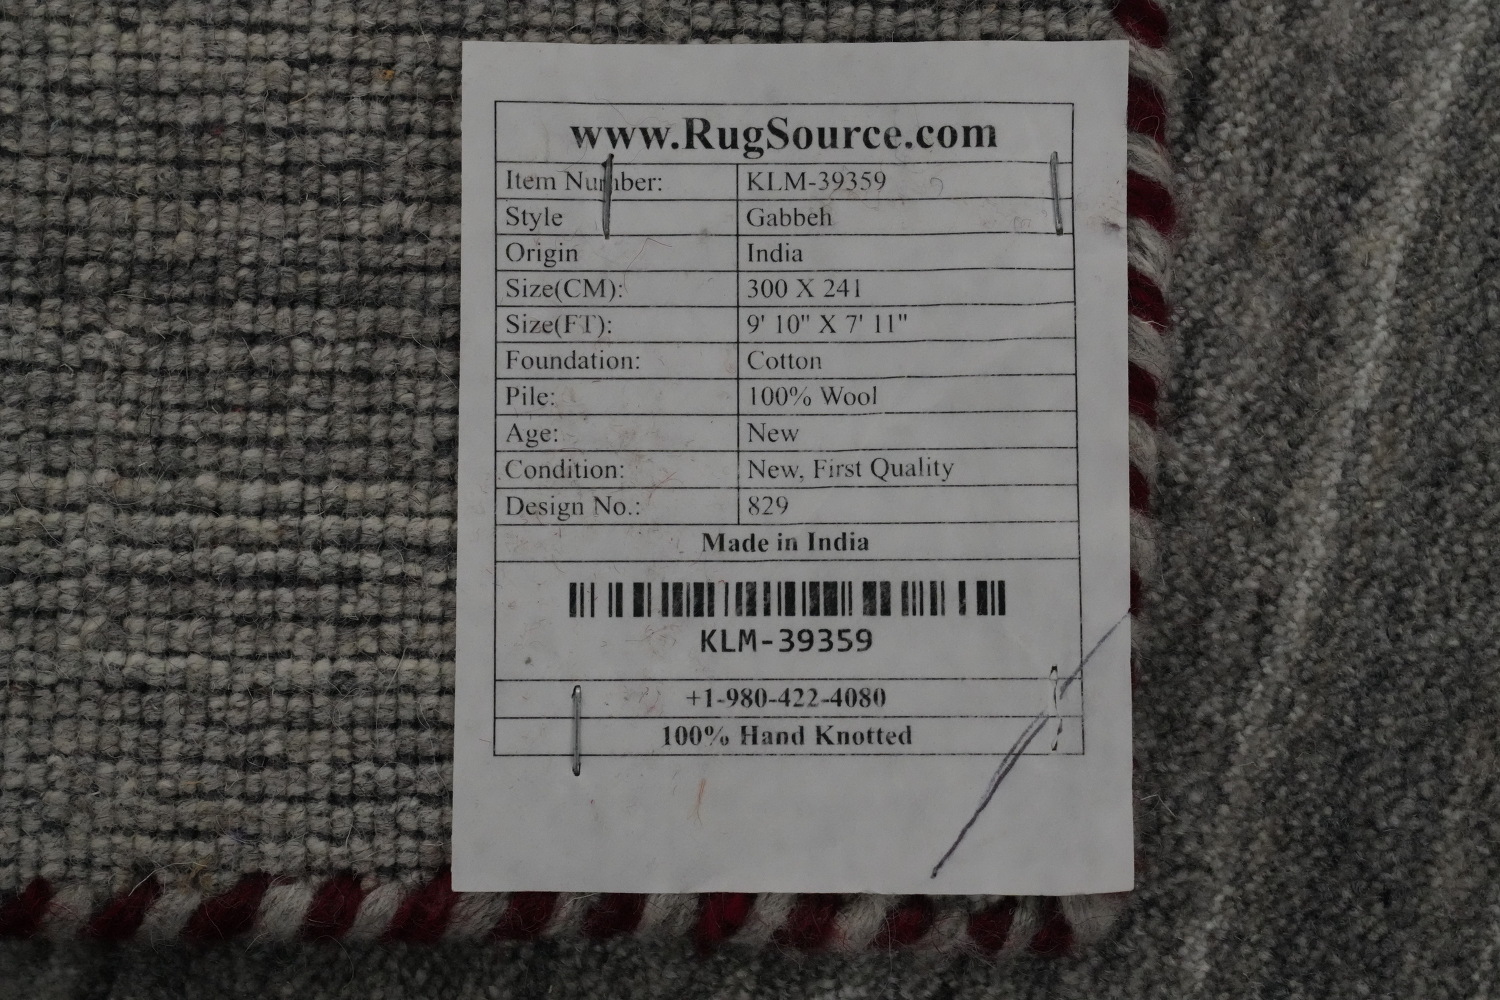 www.RugSource.com
Item Number: KLM-39359
Style Gabbeh
Origin India
Size(CM): 300 X 241
Size(FT): 9' 10" X 7' 11"
Foundation: Cotton
Pile: 100% Wool
Age: New
Condition: New, First Quality
Design No.: 829
Made in India
KLM-39359
+1-980-422-4080
100% Hand Knotted